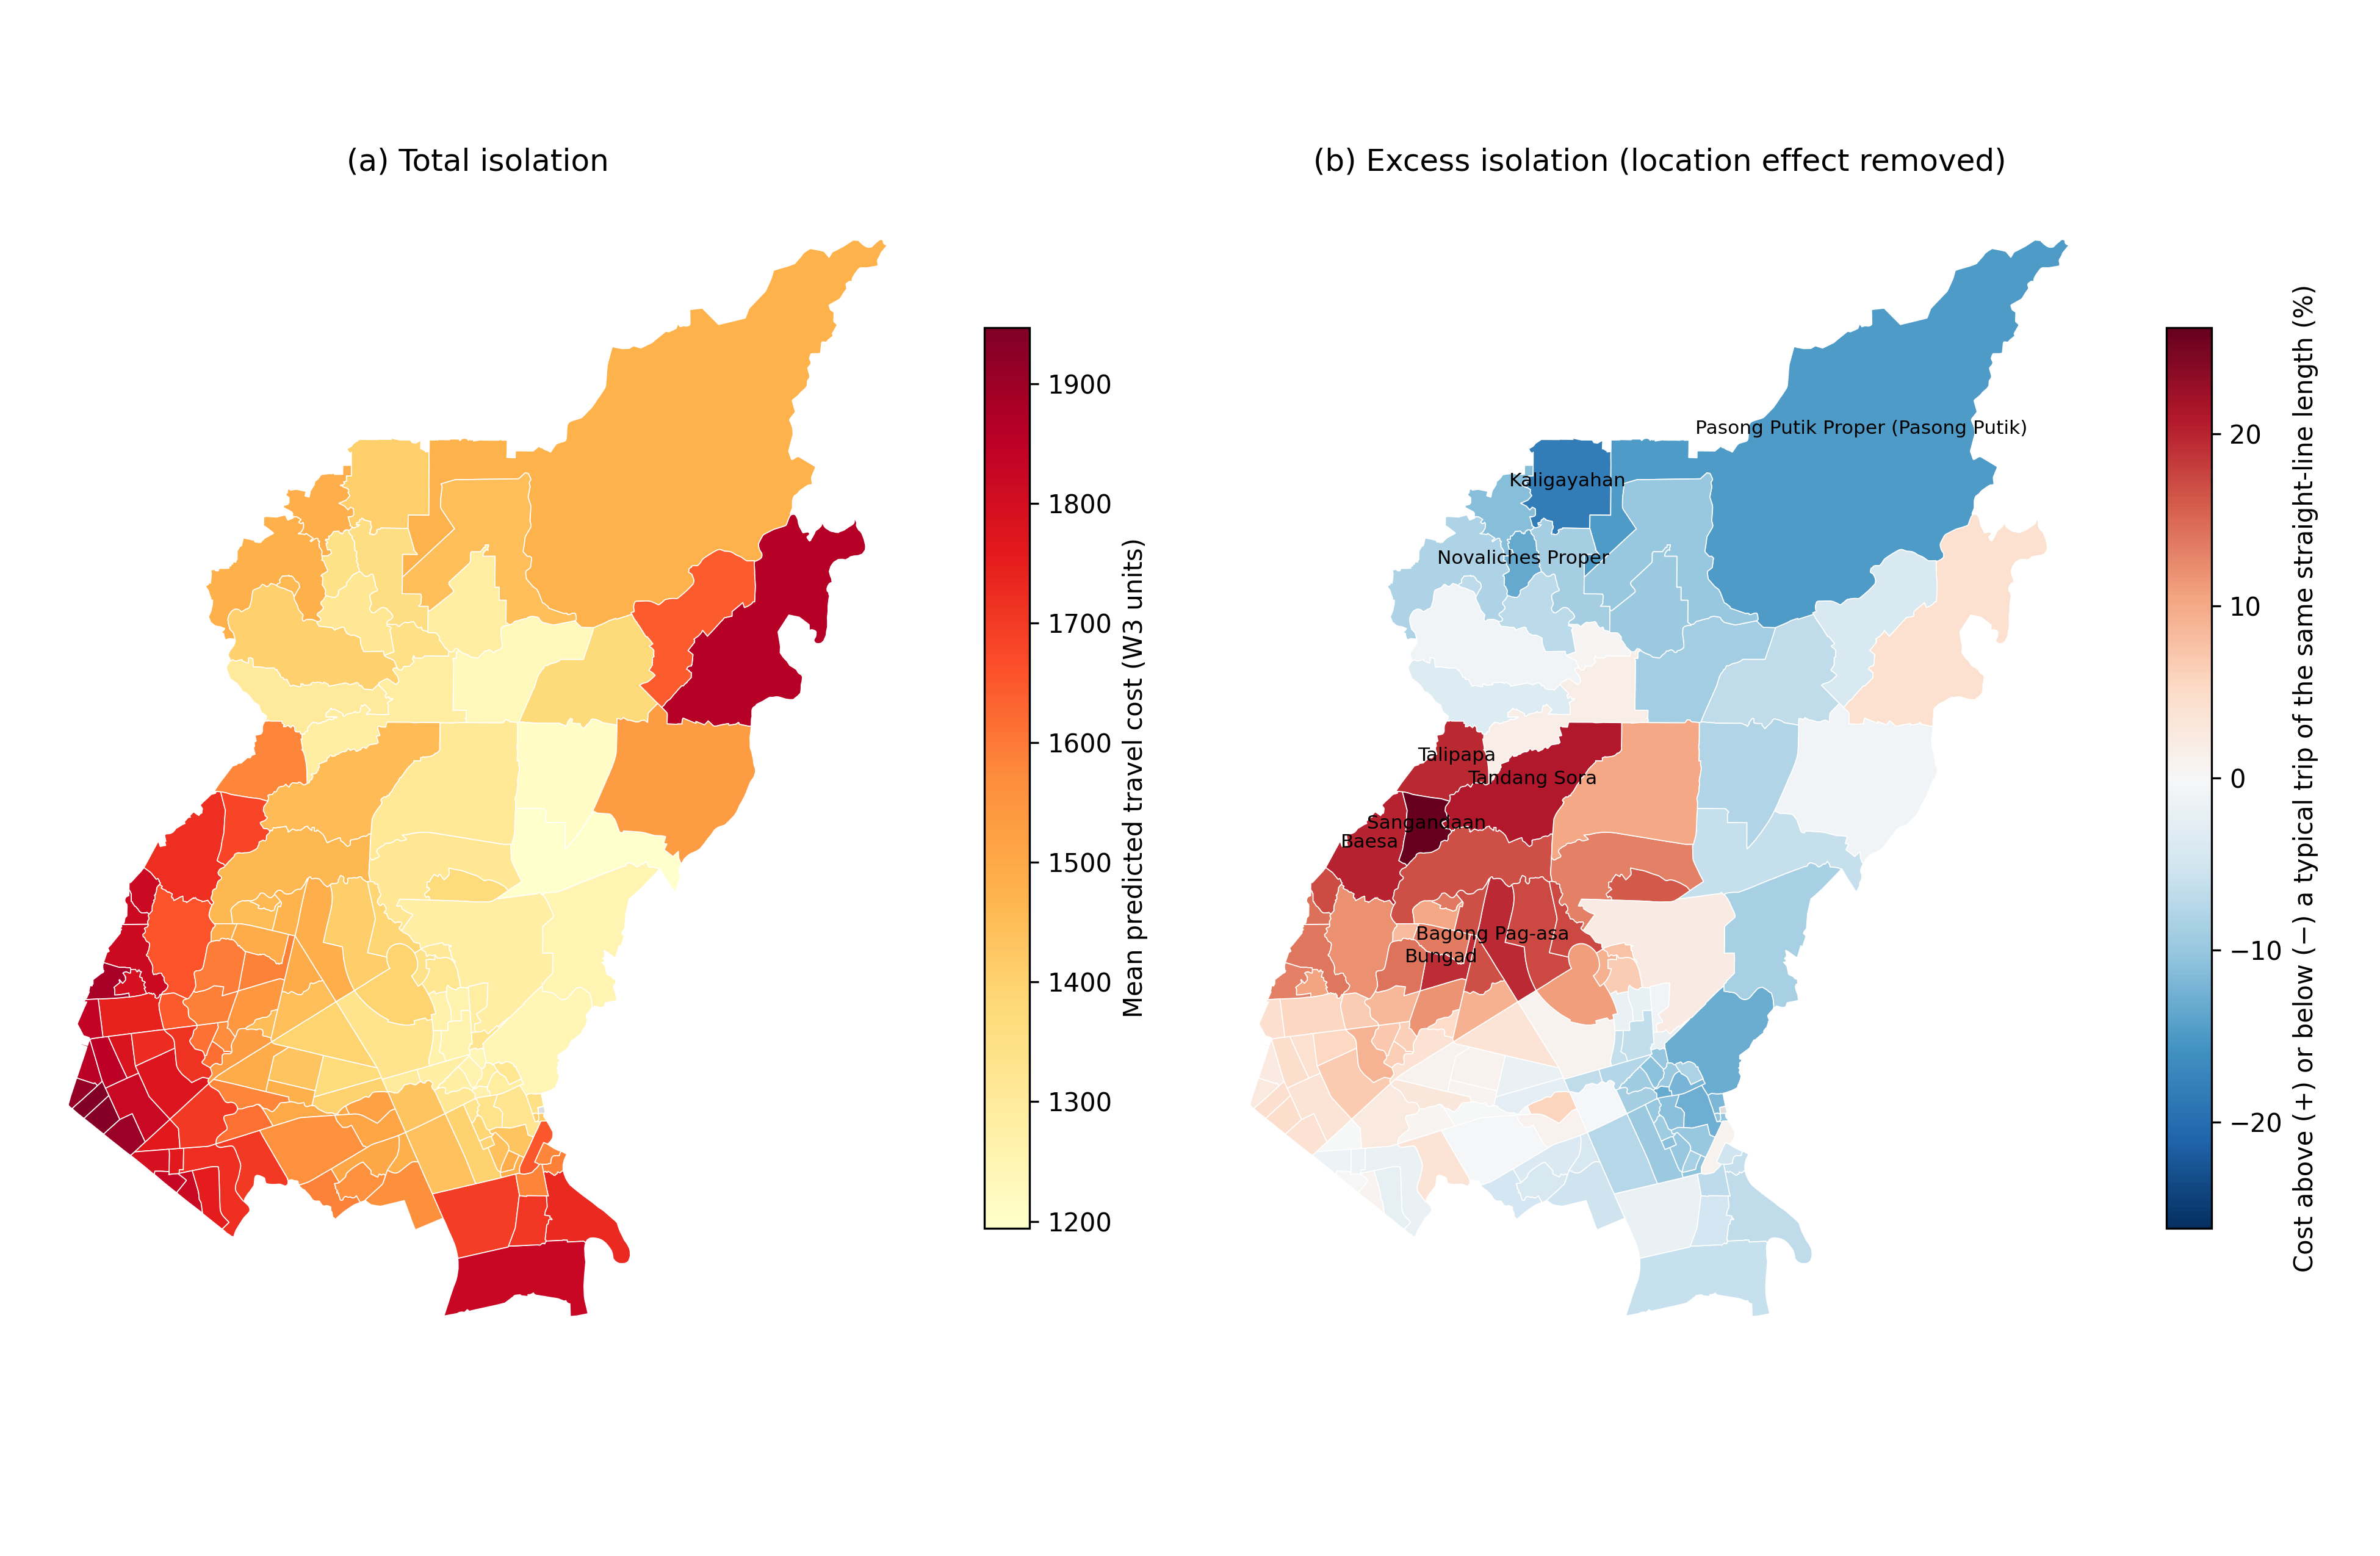 (a) Total isolation
1900
1800
1700
1600
1500
1400
1300
1200
Mean predicted travel cost (W3 units)
(b) Excess isolation (location effect removed)
Pasong Putik Proper (Pasong Putik)
Kaligayahan
Novaliches Proper
Talipapa
Tandang Sora
Sangandaan
Baesa
Bagong Pag-asa
Bungad
20
10
0
−10
−20
Cost above (+) or below (−) a typical trip of the same straight-line length (%)